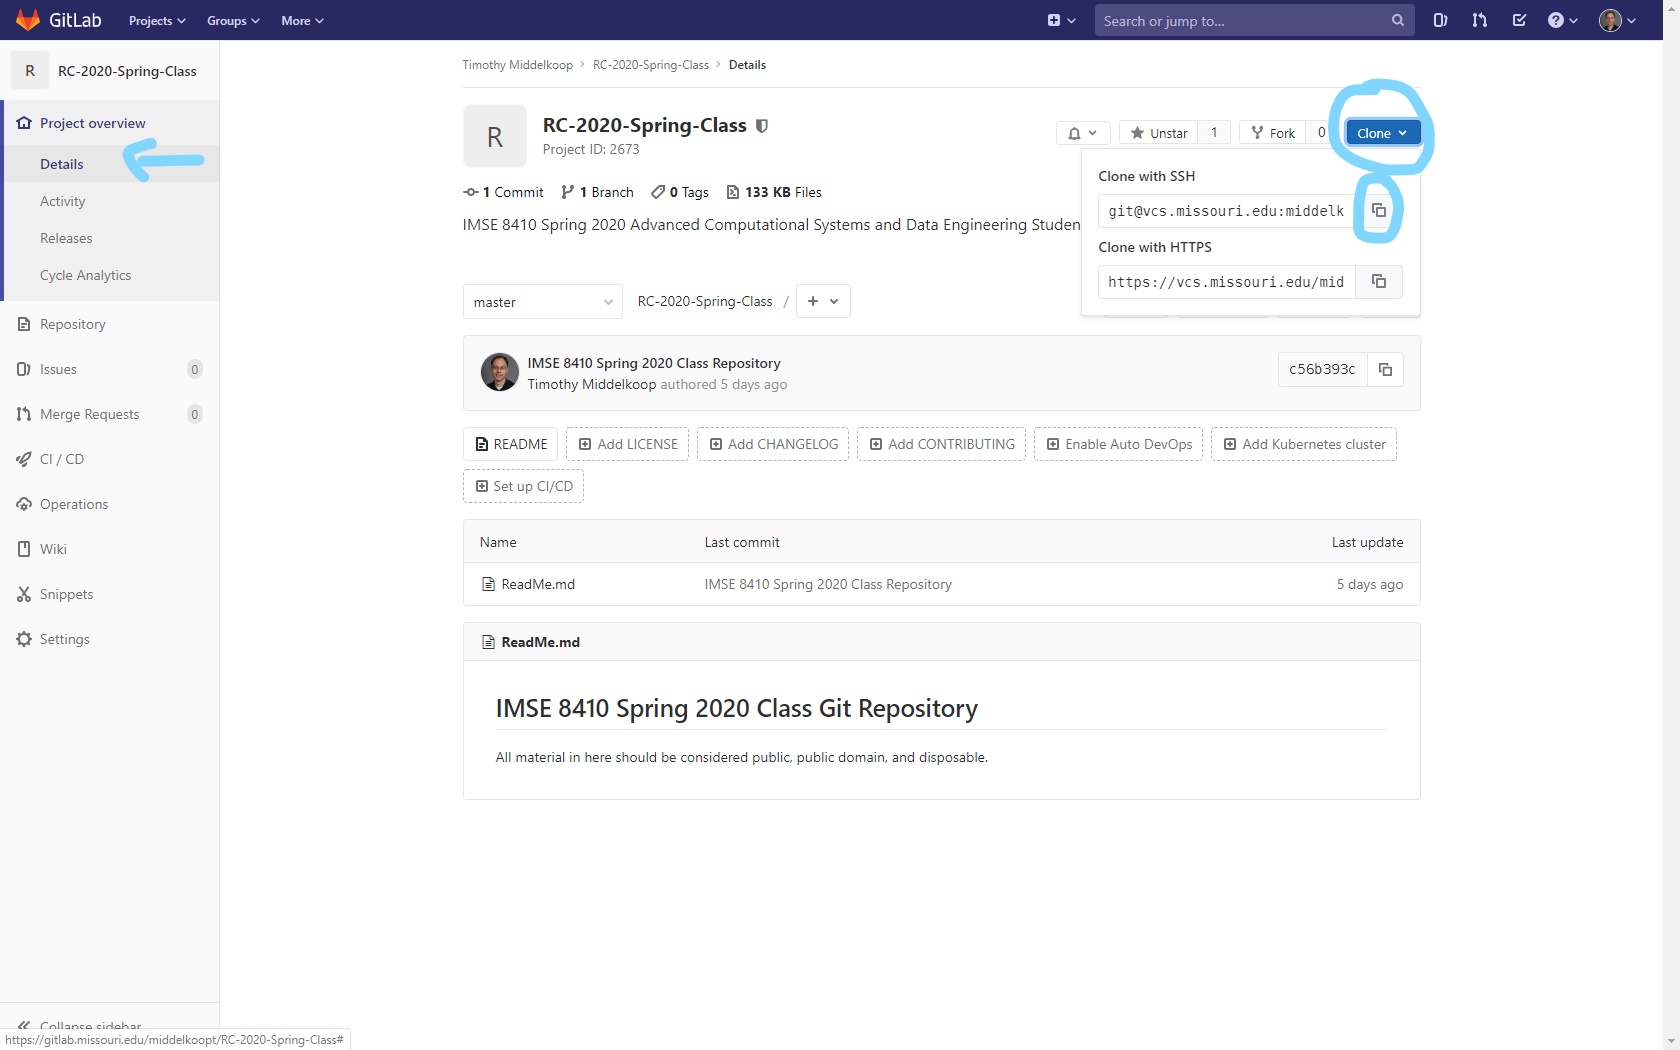 GitLab Projects Groups More Search or jump to...
R RC-2020-Spring-Class
Project overview
Details
Activity
Releases
Cycle Analytics
Repository
Issues 0
Merge Requests 0
CI / CD
Operations
Wiki
Snippets
Settings
Collapse sidebar
https://gitlab.missouri.edu/middelkoopt/RC-2020-Spring-Class#
Timothy Middelkoop > RC-2020-Spring-Class > Details
R
RC-2020-Spring-Class
Project ID: 2673
Unstar 1 Fork 0 Clone
1 Commit 1 Branch 0 Tags 133 KB Files
IMSE 8410 Spring 2020 Advanced Computational Systems and Data Engineering Studen
Clone with SSH
git@vcs.missouri.edu:middelk
Clone with HTTPS
https://vcs.missouri.edu/mid
master RC-2020-Spring-Class / +
IMSE 8410 Spring 2020 Class Repository
Timothy Middelkoop authored 5 days ago
c56b393c
README Add LICENSE Add CHANGELOG Add CONTRIBUTING Enable Auto DevOps Add Kubernetes cluster
Set up CI/CD
Name Last commit Last update
ReadMe.md IMSE 8410 Spring 2020 Class Repository 5 days ago
ReadMe.md
IMSE 8410 Spring 2020 Class Git Repository
All material in here should be considered public, public domain, and disposable.